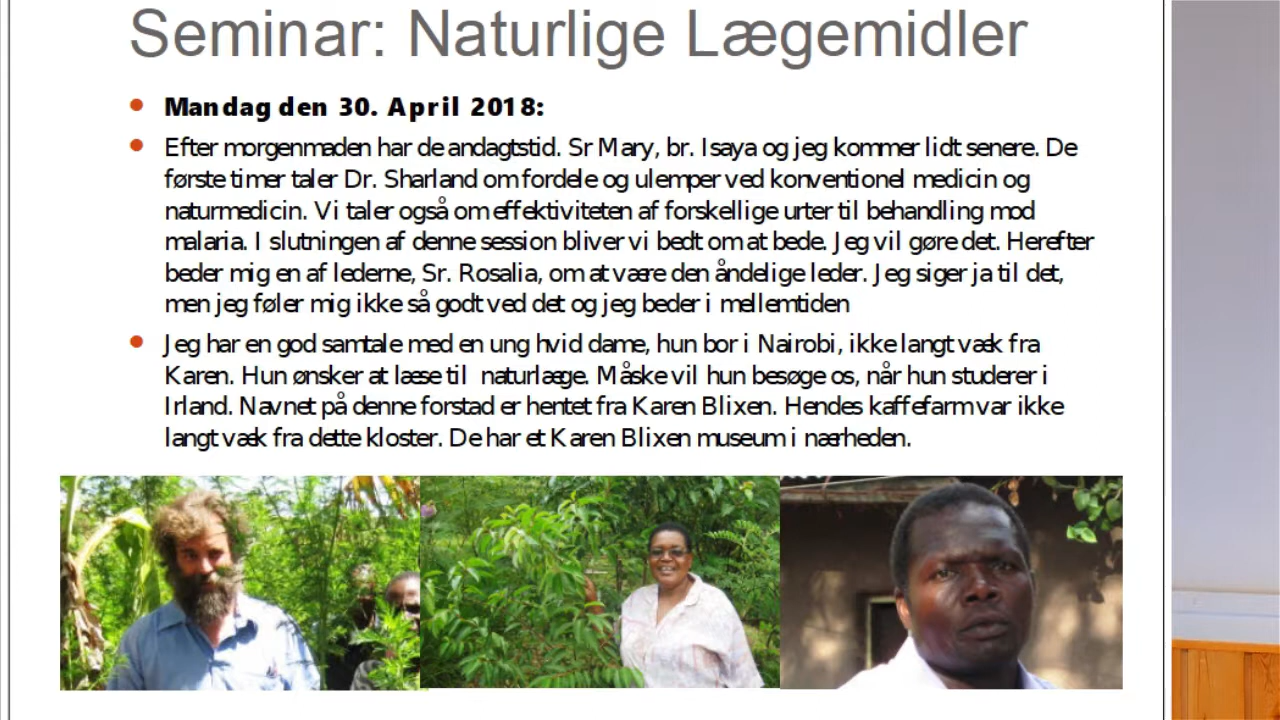 Seminar: Naturlige Lægemidler
Mandag den 30. April 2018:
Efter morgenmaden har de andagtstid. Sr Mary, br. Isaya og jeg kommer lidt senere. De
første timer taler Dr. Sharland om fordele og ulemper ved konventionel medicin og
naturmedicin. Vi taler også om effektiviteten af forskellige urter til behandling mod
malaria. I slutningen af denne session bliver vi bedt om at bede. Jeg vil gøre det. Herefter
beder mig en af lederne, Sr. Rosalia, om at være den åndelige leder. Jeg siger ja til det,
men jeg føler mig ikke så godt ved det og jeg beder i mellemtiden
Jeg har en god samtale med en ung hvid dame, hun bor i Nairobi, ikke langt væk fra
Karen. Hun ønsker at læse til naturlæge. Måske vil hun besøge os, når hun studerer i
Irland. Navnet på denne forstad er hentet fra Karen Blixen. Hendes kaffefarm var ikke
langt væk fra dette kloster. De har et Karen Blixen museum i nærheden.